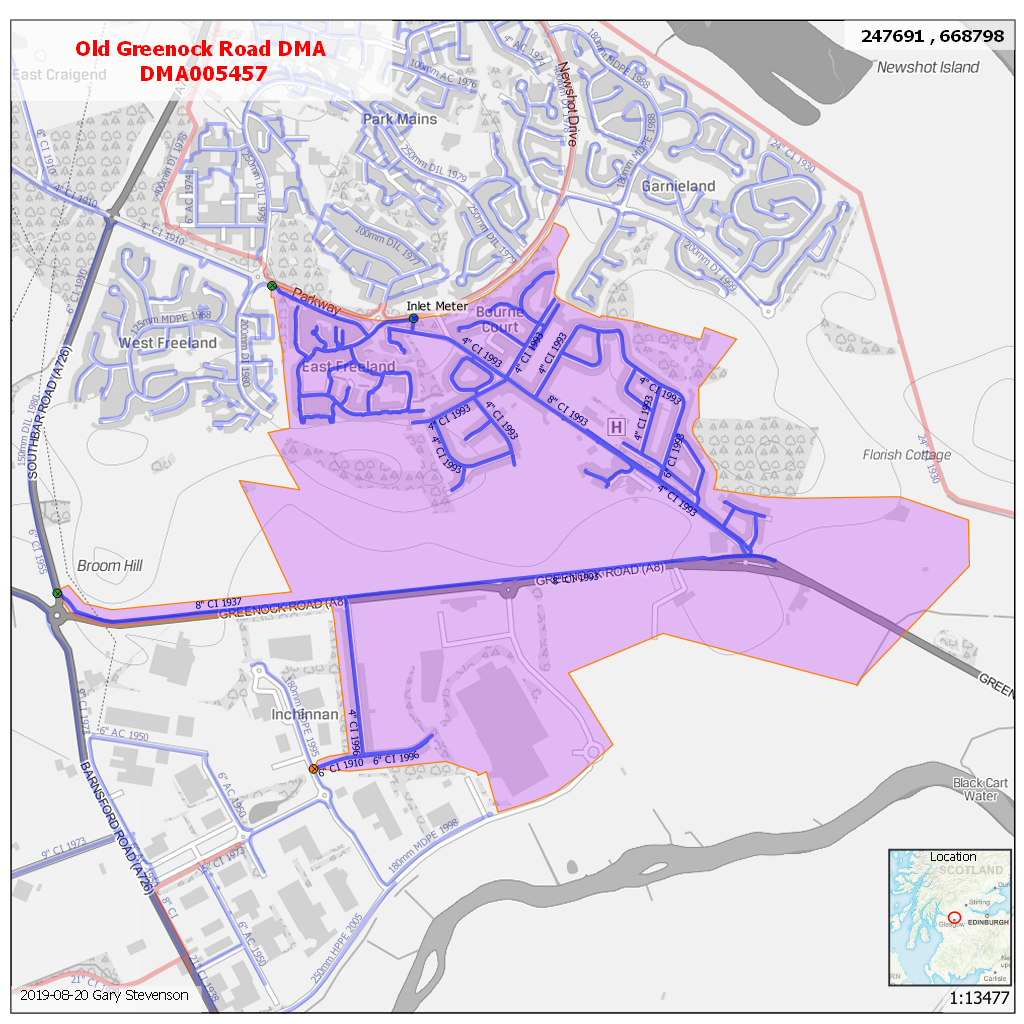 Old Greenock Road DMA
DMA005457
247691 , 668798
East Craigend
Newshot Island
Newshot Drive
4" AC 1974
100mm AC 1976
180mm MDPE 1988
Park Mains
24" CI 1930
6" CI 1910
400mm DI 1978
250mm DIL 1979
250mm DIL 1979
180mm MDPE 1988
Garnieland
4" CI 1910
6" AC 1974
4" CI 1910
100mm DIL 1977
250mm DIL 1979
200mm DI 1999
6" CI 1910
Parkway
Inlet Meter
125mm MDPE 1968
Bourne
Court
West Freeland
200mm DIL 1980
4" CI 1993
4" CI 1993
4" CI 1993
East Freeland
4" CI 1993
8" CI 1993
SOUTHBAR ROAD (A726)
150mm DIL 1980
4" CI 1993
4" CI 1993
4" CI 1993
H
4" CI 1993
6" CI 1993
24" CI 1930
Florish Cottage
4" CI 1993
6" CI 1955
Broom Hill
GREENOCK ROAD (A8)
8" CI 1993
8" CI 1937
GREENOCK ROAD (A8
GREEN
Inchinnan
180mm MDPE 1995
4" CI 1996
9" CI 1973
6" AC 1950
6" CI 1910
6" CI 1996
BARNSFORD ROAD (A726)
6" AC 1950
Black Cart
Water
9" CI 1973
15" CI 1973
180mm MDPE 1998
8" CI
6" AC 1950
250mm HPPE 2005
21" CI
21" CI 1938
Location
SCOTLAND
Stirling
Glasgow
EDINBURGH
Carlisle
2019-08-20 Gary Stevenson
1:13477